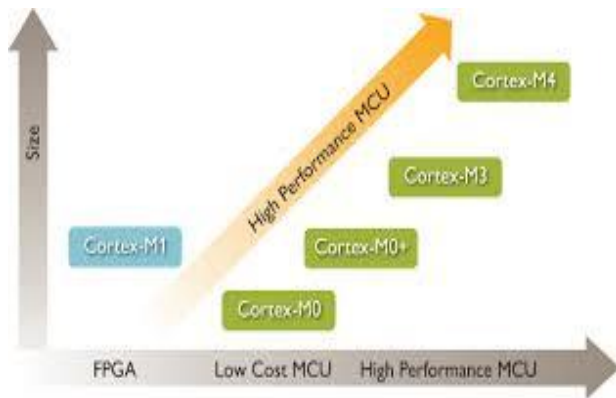 Cortex-M4
High Performance MCU
Size
Cortex-M3
Cortex-M1
Cortex-M0+
Cortex-M0
FPGA
Low Cost MCU
High Performance MCU